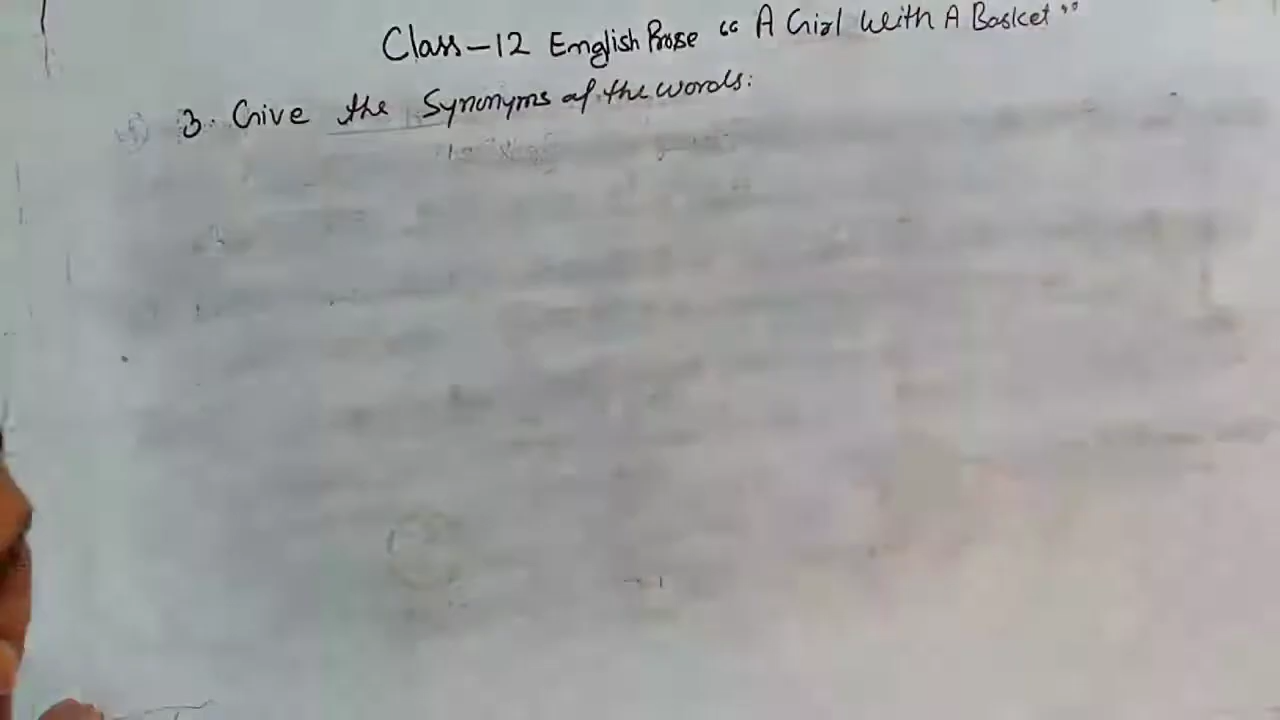 Class-12 English Prose “A Girl With A Basket”
3. Give the Synonyms of the words: